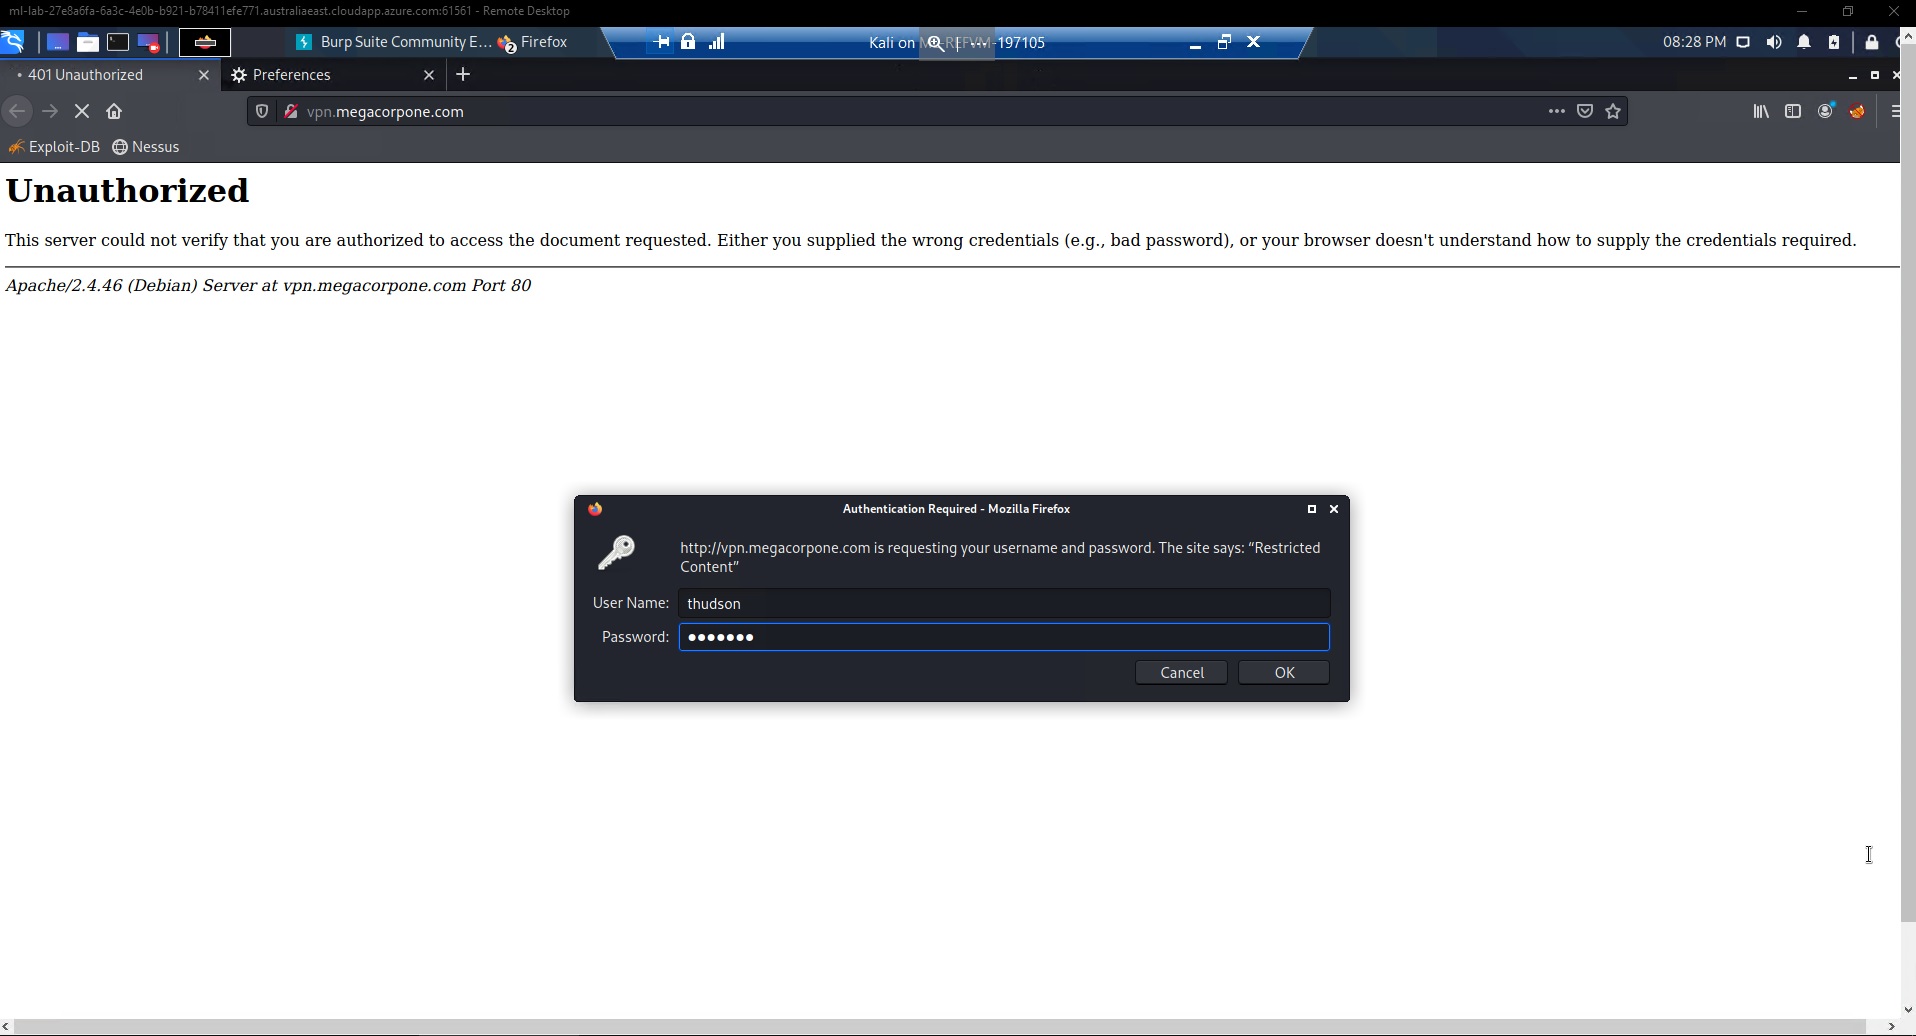 ml-lab-27e8a6fa-6a3c-4e0b-b921-b78411efe771.australiaeast.cloudapp.azure.com:61561 - Remote Desktop
Burp Suite Community E... 2 Firefox
Kali on ML-REFVM-197105
08:28 PM
• 401 Unauthorized
Preferences
vpn.megacorpone.com
Exploit-DB Nessus
Unauthorized
This server could not verify that you are authorized to access the document requested. Either you supplied the wrong credentials (e.g., bad password), or your browser doesn't understand how to supply the credentials required.
Apache/2.4.46 (Debian) Server at vpn.megacorpone.com Port 80
Authentication Required - Mozilla Firefox
http://vpn.megacorpone.com is requesting your username and password. The site says: “Restricted
Content”
User Name: thudson
Password: •••••••
Cancel OK